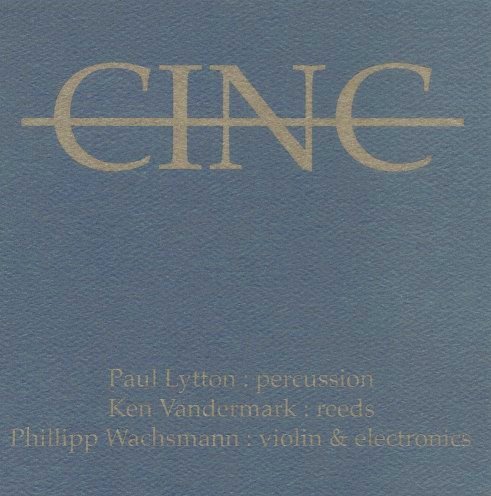 CINC
Paul Lytton : percussion
Ken Vandermark : reeds
Phillipp Wachsmann : violin & electronics